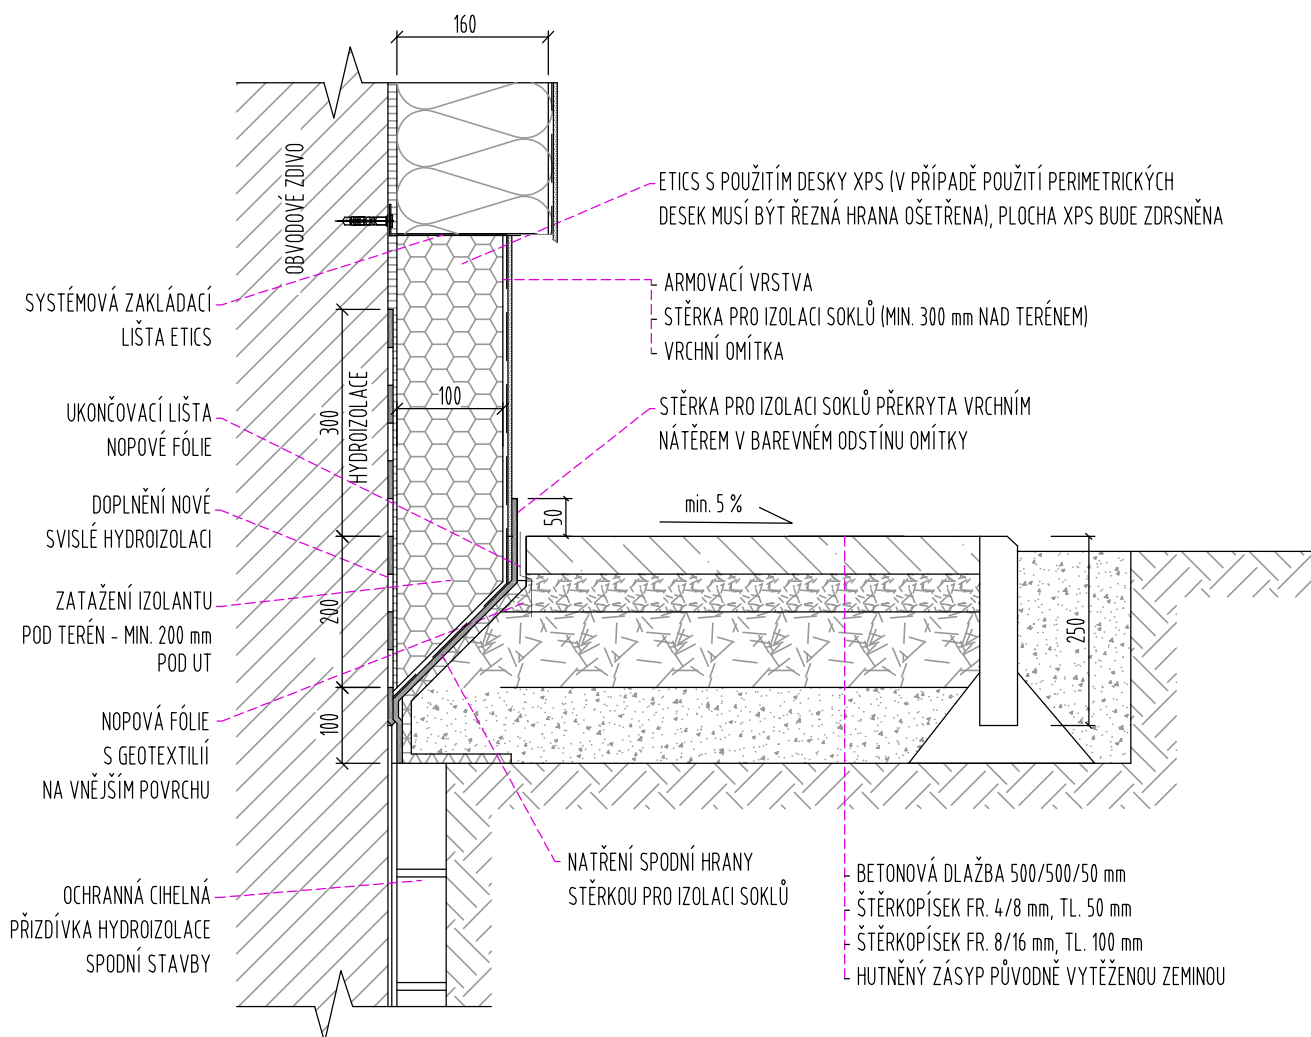 160
OBVODOVÉ ZDIVO
ETICS S POUŽITÍM DESKY XPS (V PŘÍPADĚ POUŽITÍ PERIMETRICKÝCH
DESEK MUSÍ BÝT ŘEZNÁ HRANA OŠETŘENA), PLOCHA XPS BUDE ZDRSNĚNA
SYSTÉMOVÁ ZAKLÁDACÍ
LIŠTA ETICS
ARMOVACÍ VRSTVA
STĚRKA PRO IZOLACI SOKLŮ (MIN. 300 mm NAD TERÉNEM)
VRCHNÍ OMÍTKA
UKONČOVACÍ LIŠTA
NOPOVÉ FÓLIE
300
HYDROIZOLACE
100
STĚRKA PRO IZOLACI SOKLŮ PŘEKRYTA VRCHNÍM
NÁTĚREM V BAREVNÉM ODSTÍNU OMÍTKY
DOPLNĚNÍ NOVÉ
SVISLÉ HYDROIZOLACI
50
min. 5 %
ZATAŽENÍ IZOLANTU
POD TERÉN - MIN. 200 mm
POD UT
200
250
NOPOVÁ FÓLIE
S GEOTEXTILIÍ
NA VNĚJŠÍM POVRCHU
100
OCHRANNÁ CIHELNÁ
PŘIZDÍVKA HYDROIZOLACE
SPODNÍ STAVBY
NATŘENÍ SPODNÍ HRANY
STĚRKOU PRO IZOLACI SOKLŮ
BETONOVÁ DLAŽBA 500/500/50 mm
ŠTĚRKOPÍSEK FR. 4/8 mm, TL. 50 mm
ŠTĚRKOPÍSEK FR. 8/16 mm, TL. 100 mm
HUTNĚNÝ ZÁSYP PŮVODNĚ VYTĚŽENOU ZEMINOU